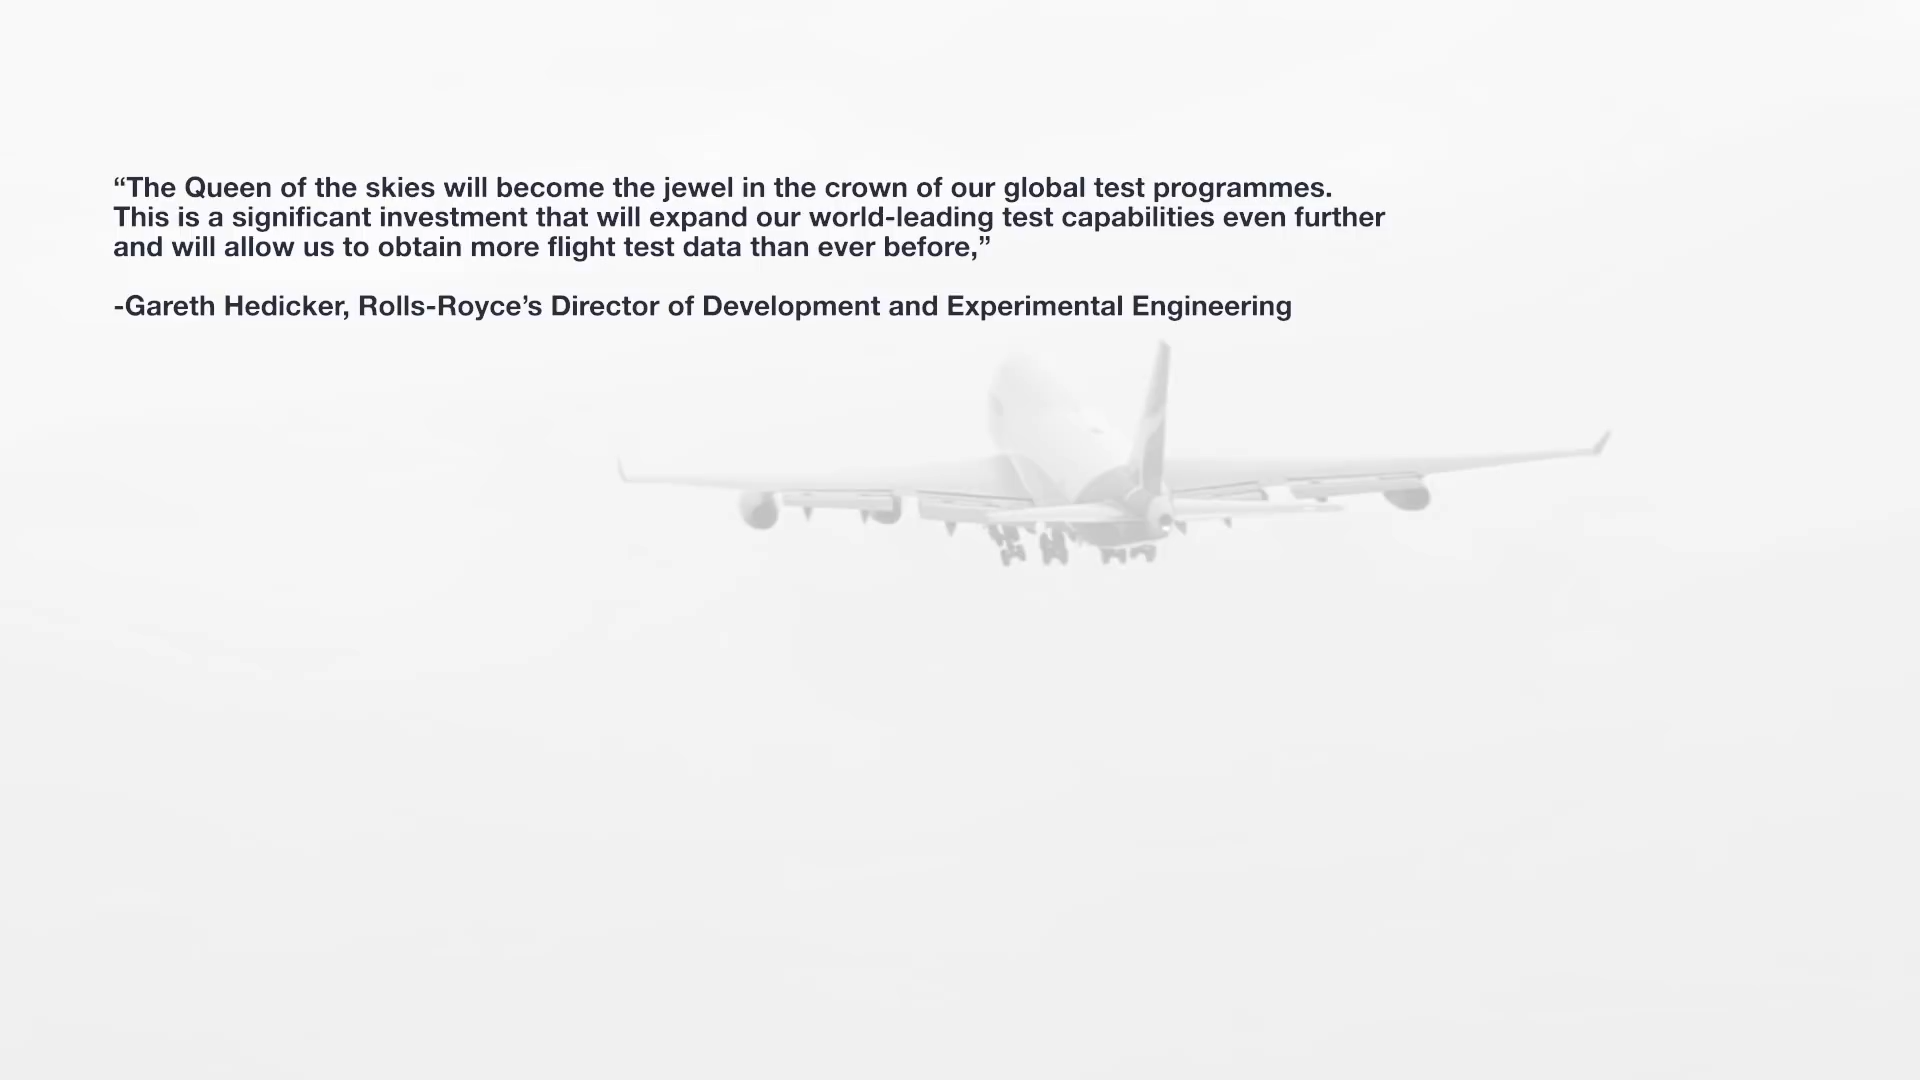 “The Queen of the skies will become the jewel in the crown of our global test programmes.
This is a significant investment that will expand our world-leading test capabilities even further
and will allow us to obtain more flight test data than ever before,”
-Gareth Hedicker, Rolls-Royce’s Director of Development and Experimental Engineering